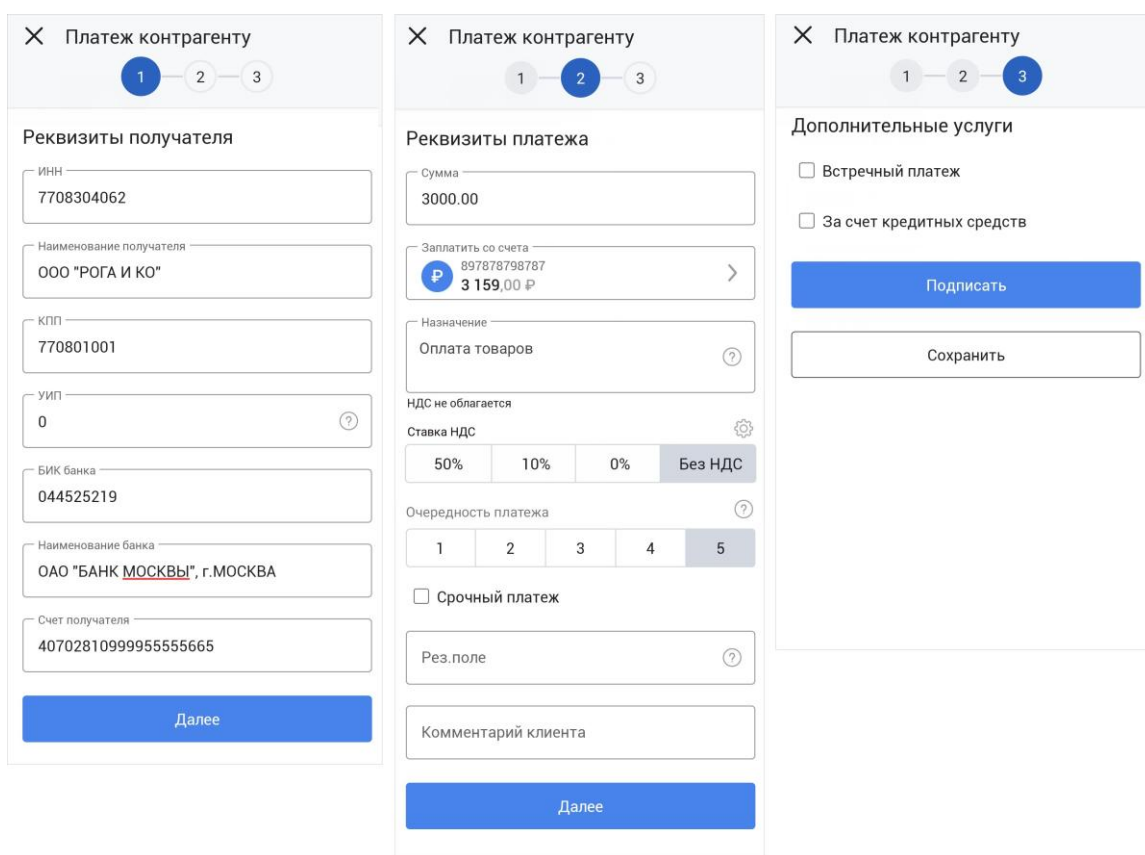 Платеж контрагенту
1 2 3
Реквизиты получателя
ИНН
7708304062
Наименование получателя
ООО "РОГА И КО"
КПП
770801001
УИП
0
?
БИК банка
044525219
Наименование банка
ОАО "БАНК МОСКВЫ", г.МОСКВА
Счет получателя
40702810999955555665
Далее
Платеж контрагенту
1 2 3
Реквизиты платежа
Сумма
3000.00
Заплатить со счета
₽
897878798787
3 159,00 ₽
Назначение
Оплата товаров
?
НДС не облагается
Ставка НДС
50% 10% 0% Без НДС
Очередность платежа
?
1 2 3 4 5
Срочный платеж
Рез.поле
?
Комментарий клиента
Далее
Платеж контрагенту
1 2 3
Дополнительные услуги
Встречный платеж
За счет кредитных средств
Подписать
Сохранить